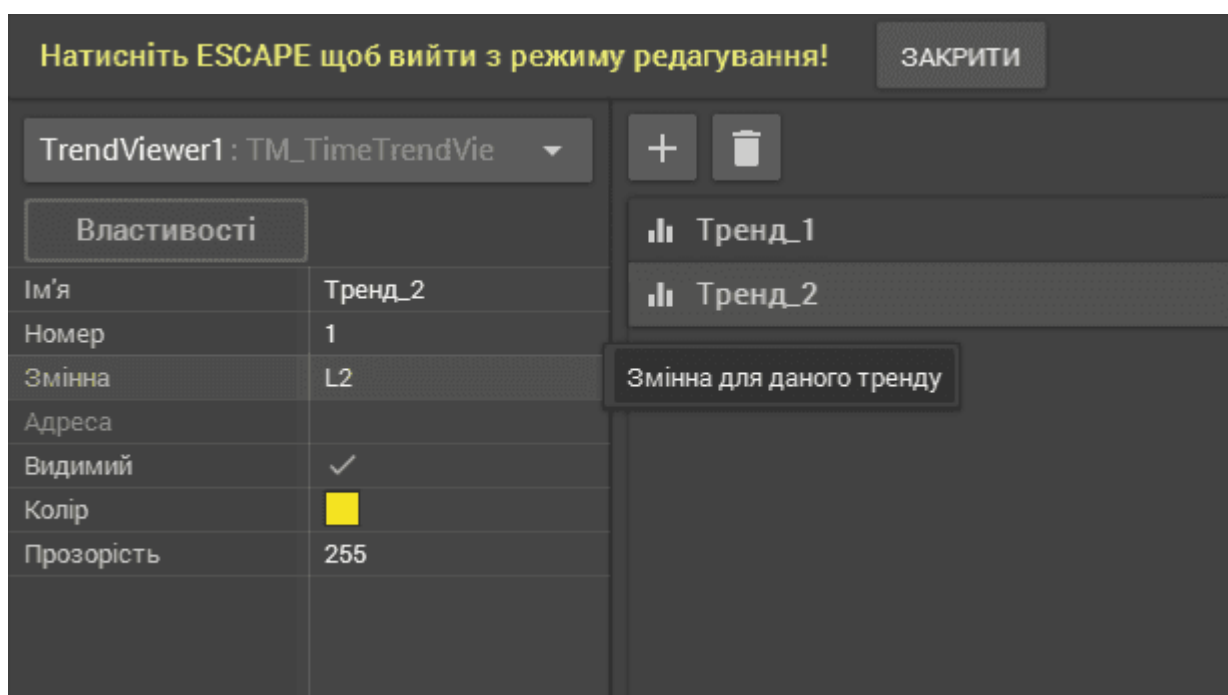 Натисніть ESCAPE щоб вийти з режиму редагування! ЗАКРИТИ
TrendViewer1 : TM_TimeTrendVie
Властивості
Ім'я Тренд_2
Номер 1
Змінна L2
Адреса
Видимий
Колір
Прозорість 255
Тренд_1
Тренд_2
Змінна для даного тренду